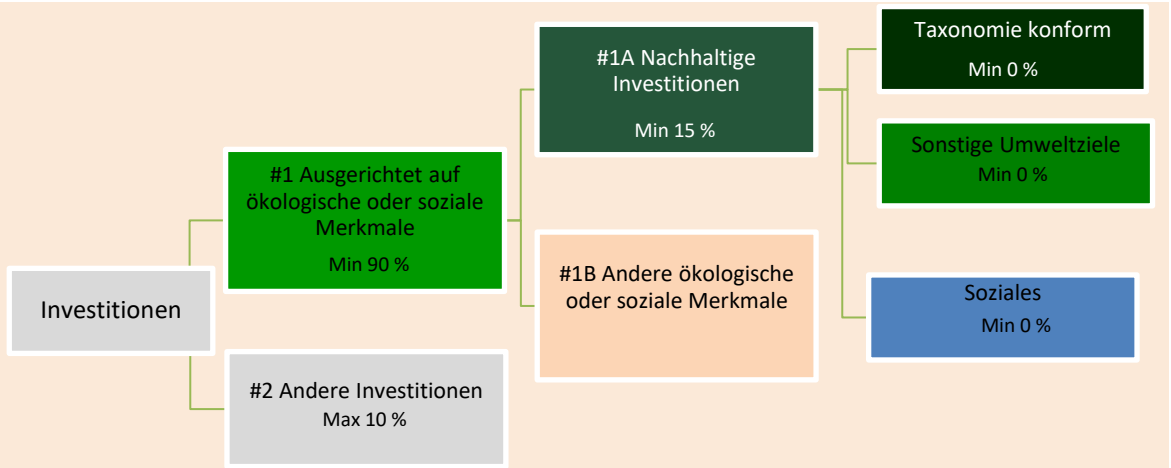 Investitionen
#1 Ausgerichtet auf
ökologische oder soziale
Merkmale
Min 90 %
#2 Andere Investitionen
Max 10 %
#1A Nachhaltige
Investitionen
Min 15 %
#1B Andere ökologische
oder soziale Merkmale
Taxonomie konform
Min 0 %
Sonstige Umweltziele
Min 0 %
Soziales
Min 0 %